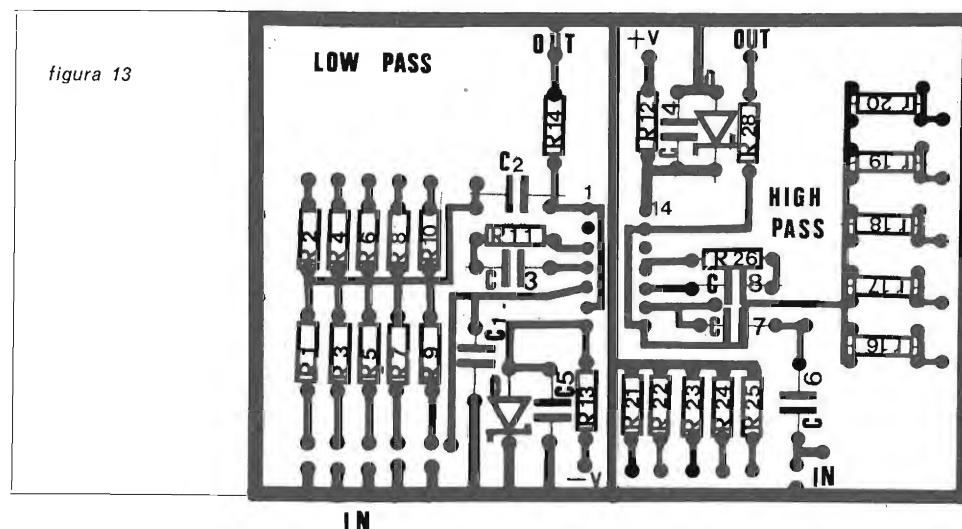 figura 13
LOW PASS
OUT
+V
OUT
R14
R12
C4
R28
r20
r19
r18
r17
r16
C2
1
14
HIGH
PASS
R2
R4
R6
R8
R10
R11
C3
R26
C8
C7
C1
R1
R3
R5
R7
R9
C5
R13
R21
R22
R23
R24
R25
C6
-V
IN
IN